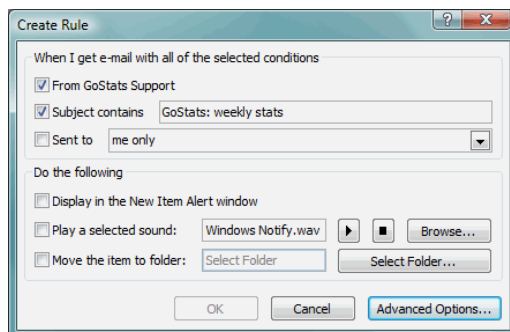 Create Rule
When I get e-mail with all of the selected conditions
From GoStats Support
Subject contains GoStats: weekly stats
Sent to me only
Do the following
Display in the New Item Alert window
Play a selected sound: Windows Notify.wav Browse...
Move the item to folder: Select Folder Select Folder...
OK Cancel Advanced Options...